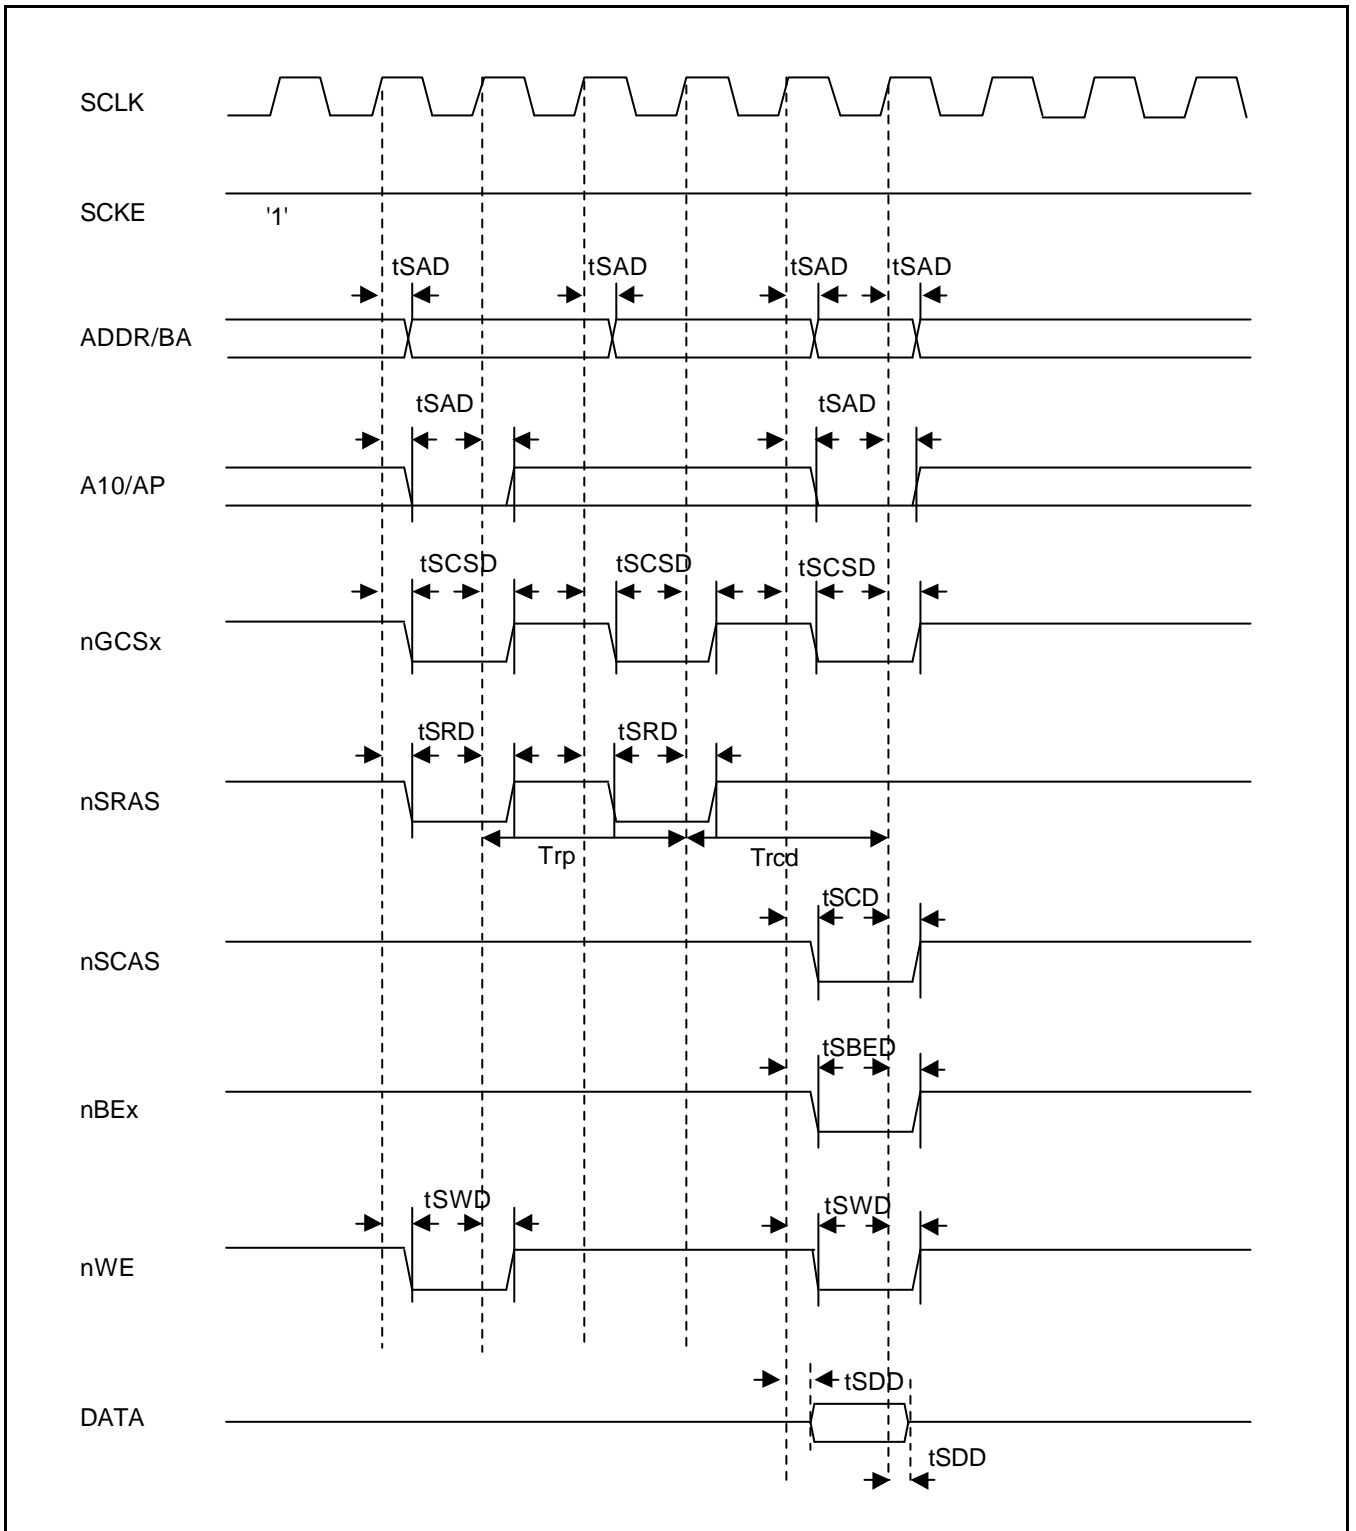 SCLK
SCKE '1'
tSAD tSAD tSAD tSAD
ADDR/BA
tSAD tSAD
A10/AP
tSCSD tSCSD tSCSD
nGCSx
tSRD tSRD
nSRAS
Trp Trcd
tSCD
nSCAS
tSBED
nBEx
tSWD tSWD
nWE
tSDD
DATA
tSDD